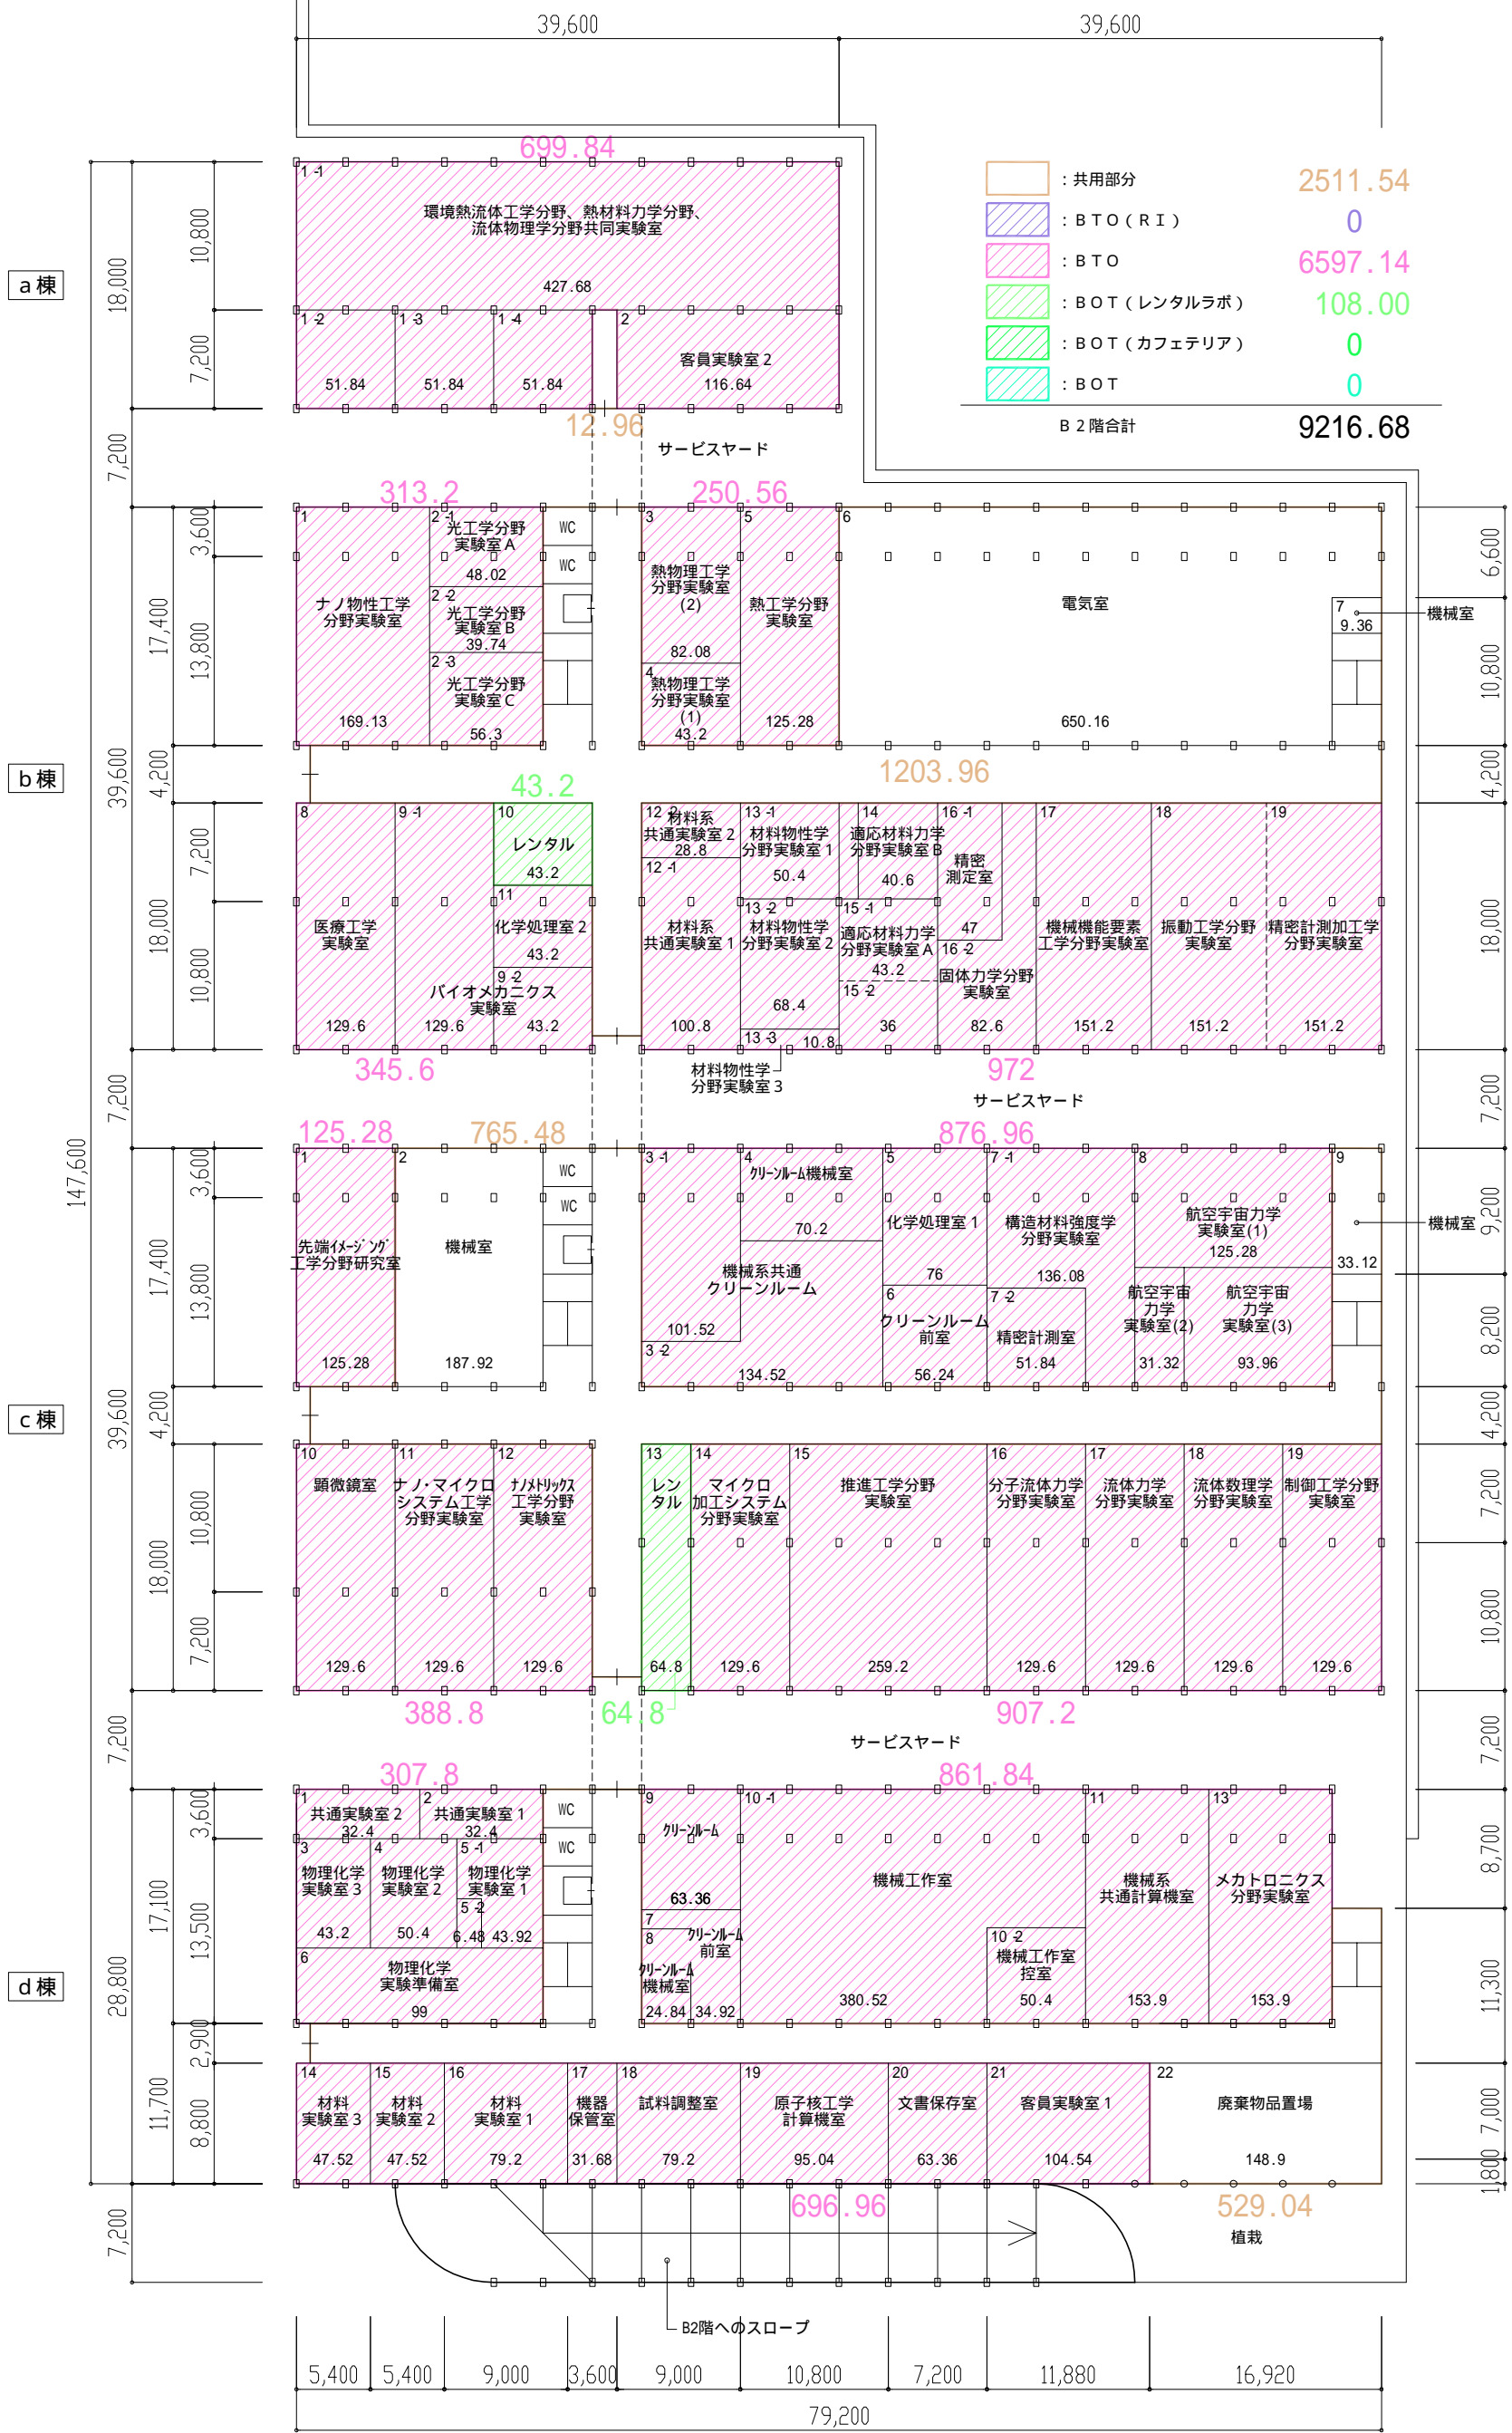 39,600
39,600
699.84
1-1
環境熱流体工学分野、熱材料力学分野、
流体物理学分野共同実験室
427.68
：共用部分
2511.54
：ＢＴＯ（ＲＩ）
0
：ＢＴＯ
6597.14
：ＢＯＴ（レンタルラボ）
108.00
：ＢＯＴ（カフェテリア）
0
：ＢＯＴ
0
Ｂ２階合計
9216.68
a棟
18,000
10,800
7,200
1-2
51.84
1-3
51.84
1-4
51.84
2
客員実験室2
116.64
12.96
サービスヤード
7,200
313.2
250.56
b棟
39,600
17,400
3,600
13,800
4,200
18,000
7,200
10,800
1
ナノ物性工学
分野実験室
169.13
2-1
光工学分野
実験室A
48.02
2-2
光工学分野
実験室B
39.74
2-3
光工学分野
実験室C
56.3
WC
WC
3
熱物理工学
分野実験室
(2)
82.08
4
熱物理工学
分野実験室
(1)
43.2
5
熱工学分野
実験室
125.28
6
電気室
650.16
7
9.36
機械室
6,600
10,800
4,200
18,000
43.2
1203.96
8
医療工学
実験室
129.6
9-1
129.6
10
レンタル
43.2
11
化学処理室2
43.2
9-2
バイオメカニクス
実験室
43.2
12-2
材料系
共通実験室2
28.8
12-1
材料系
共通実験室1
100.8
13-1
材料物性学
分野実験室1
50.4
13-2
材料物性学
分野実験室2
68.4
13-3
10.8
材料物性学
分野実験室3
14
適応材料力学
分野実験室B
40.6
15-1
適応材料力学
分野実験室A
43.2
15-2
36
16-1
精密
測定室
47
16-2
固体力学分野
実験室
82.6
17
機械機能要素
工学分野実験室
151.2
18
振動工学分野
実験室
151.2
19
精密計測加工学
分野実験室
151.2
345.6
972
サービスヤード
7,200
7,200
147,600
125.28
765.48
876.96
c棟
39,600
17,400
3,600
13,800
4,200
18,000
10,800
7,200
1
先端ｲﾒｰｼﾞﾝｸﾞ
工学分野研究室
125.28
2
機械室
187.92
WC
WC
3-1
101.52
3-2
機械系共通
クリーンルーム
134.52
4
ｸﾘｰﾝﾙｰﾑ機械室
70.2
5
化学処理室1
76
6
クリーンルーム
前室
56.24
7-1
構造材料強度学
分野実験室
136.08
7-2
精密計測室
51.84
8
航空宇宙力学
実験室(1)
125.28
航空宇宙
力学
実験室(2)
31.32
航空宇宙
力学
実験室(3)
93.96
9
33.12
機械室
9,200
8,200
4,200
7,200
10,800
10
顕微鏡室
129.6
11
ナノ・マイクロ
システム工学
分野実験室
129.6
12
ﾅﾉﾒﾄﾘｯｸｽ
工学分野
実験室
129.6
13
レン
タル
64.8
14
マイクロ
加工システム
分野実験室
129.6
15
推進工学分野
実験室
259.2
16
分子流体力学
分野実験室
129.6
17
流体力学
分野実験室
129.6
18
流体数理学
分野実験室
129.6
19
制御工学分野
実験室
129.6
388.8
64.8
907.2
サービスヤード
7,200
7,200
307.8
861.84
d棟
28,800
17,100
3,600
13,500
2,900
11,700
8,800
1
共通実験室2
32.4
2
共通実験室1
32.4
3
物理化学
実験室3
43.2
4
物理化学
実験室2
50.4
5-1
物理化学
実験室1
43.92
5-2
6.48
6
物理化学
実験準備室
99
WC
WC
9
ｸﾘｰﾝﾙｰﾑ
63.36
7
ｸﾘｰﾝﾙｰﾑ
前室
34.92
8
ｸﾘｰﾝﾙｰﾑ
機械室
24.84
10-1
機械工作室
380.52
10-2
機械工作室
控室
50.4
11
機械系
共通計算機室
153.9
13
メカトロニクス
分野実験室
153.9
8,700
11,300
7,000
1,800
14
材料
実験室3
47.52
15
材料
実験室2
47.52
16
材料
実験室1
79.2
17
機器
保管室
31.68
18
試料調整室
79.2
19
原子核工学
計算機室
95.04
20
文書保存室
63.36
21
客員実験室1
104.54
22
廃棄物品置場
148.9
696.96
529.04
植栽
7,200
B2階へのスロープ
5,400
5,400
9,000
3,600
9,000
10,800
7,200
11,880
16,920
79,200